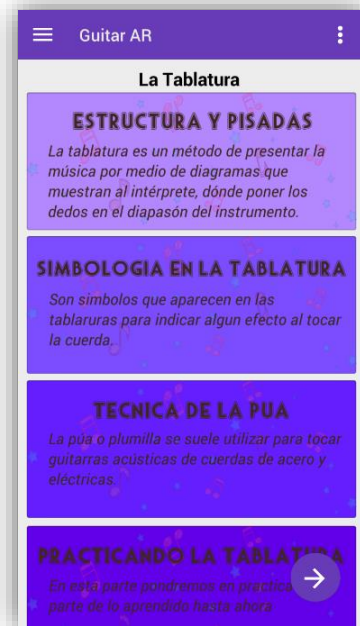 Guitar AR
La Tablatura
ESTRUCTURA Y PISADAS
La tablatura es un método de presentar la
música por medio de diagramas que
muestran al intérprete, dónde poner los
dedos en el diapasón del instrumento.
SIMBOLOGIA EN LA TABLATURA
Son simbolos que aparecen en las
tablaruras para indicar algun efecto al tocar
la cuerda.
TECNICA DE LA PUA
La púa o plumilla se suele utilizar para tocar
guitarras acústicas de cuerdas de acero y
eléctricas.
PRACTICANDO LA TABLATURA
En esta parte pondremos en practica
parte de lo aprendido hasta ahora